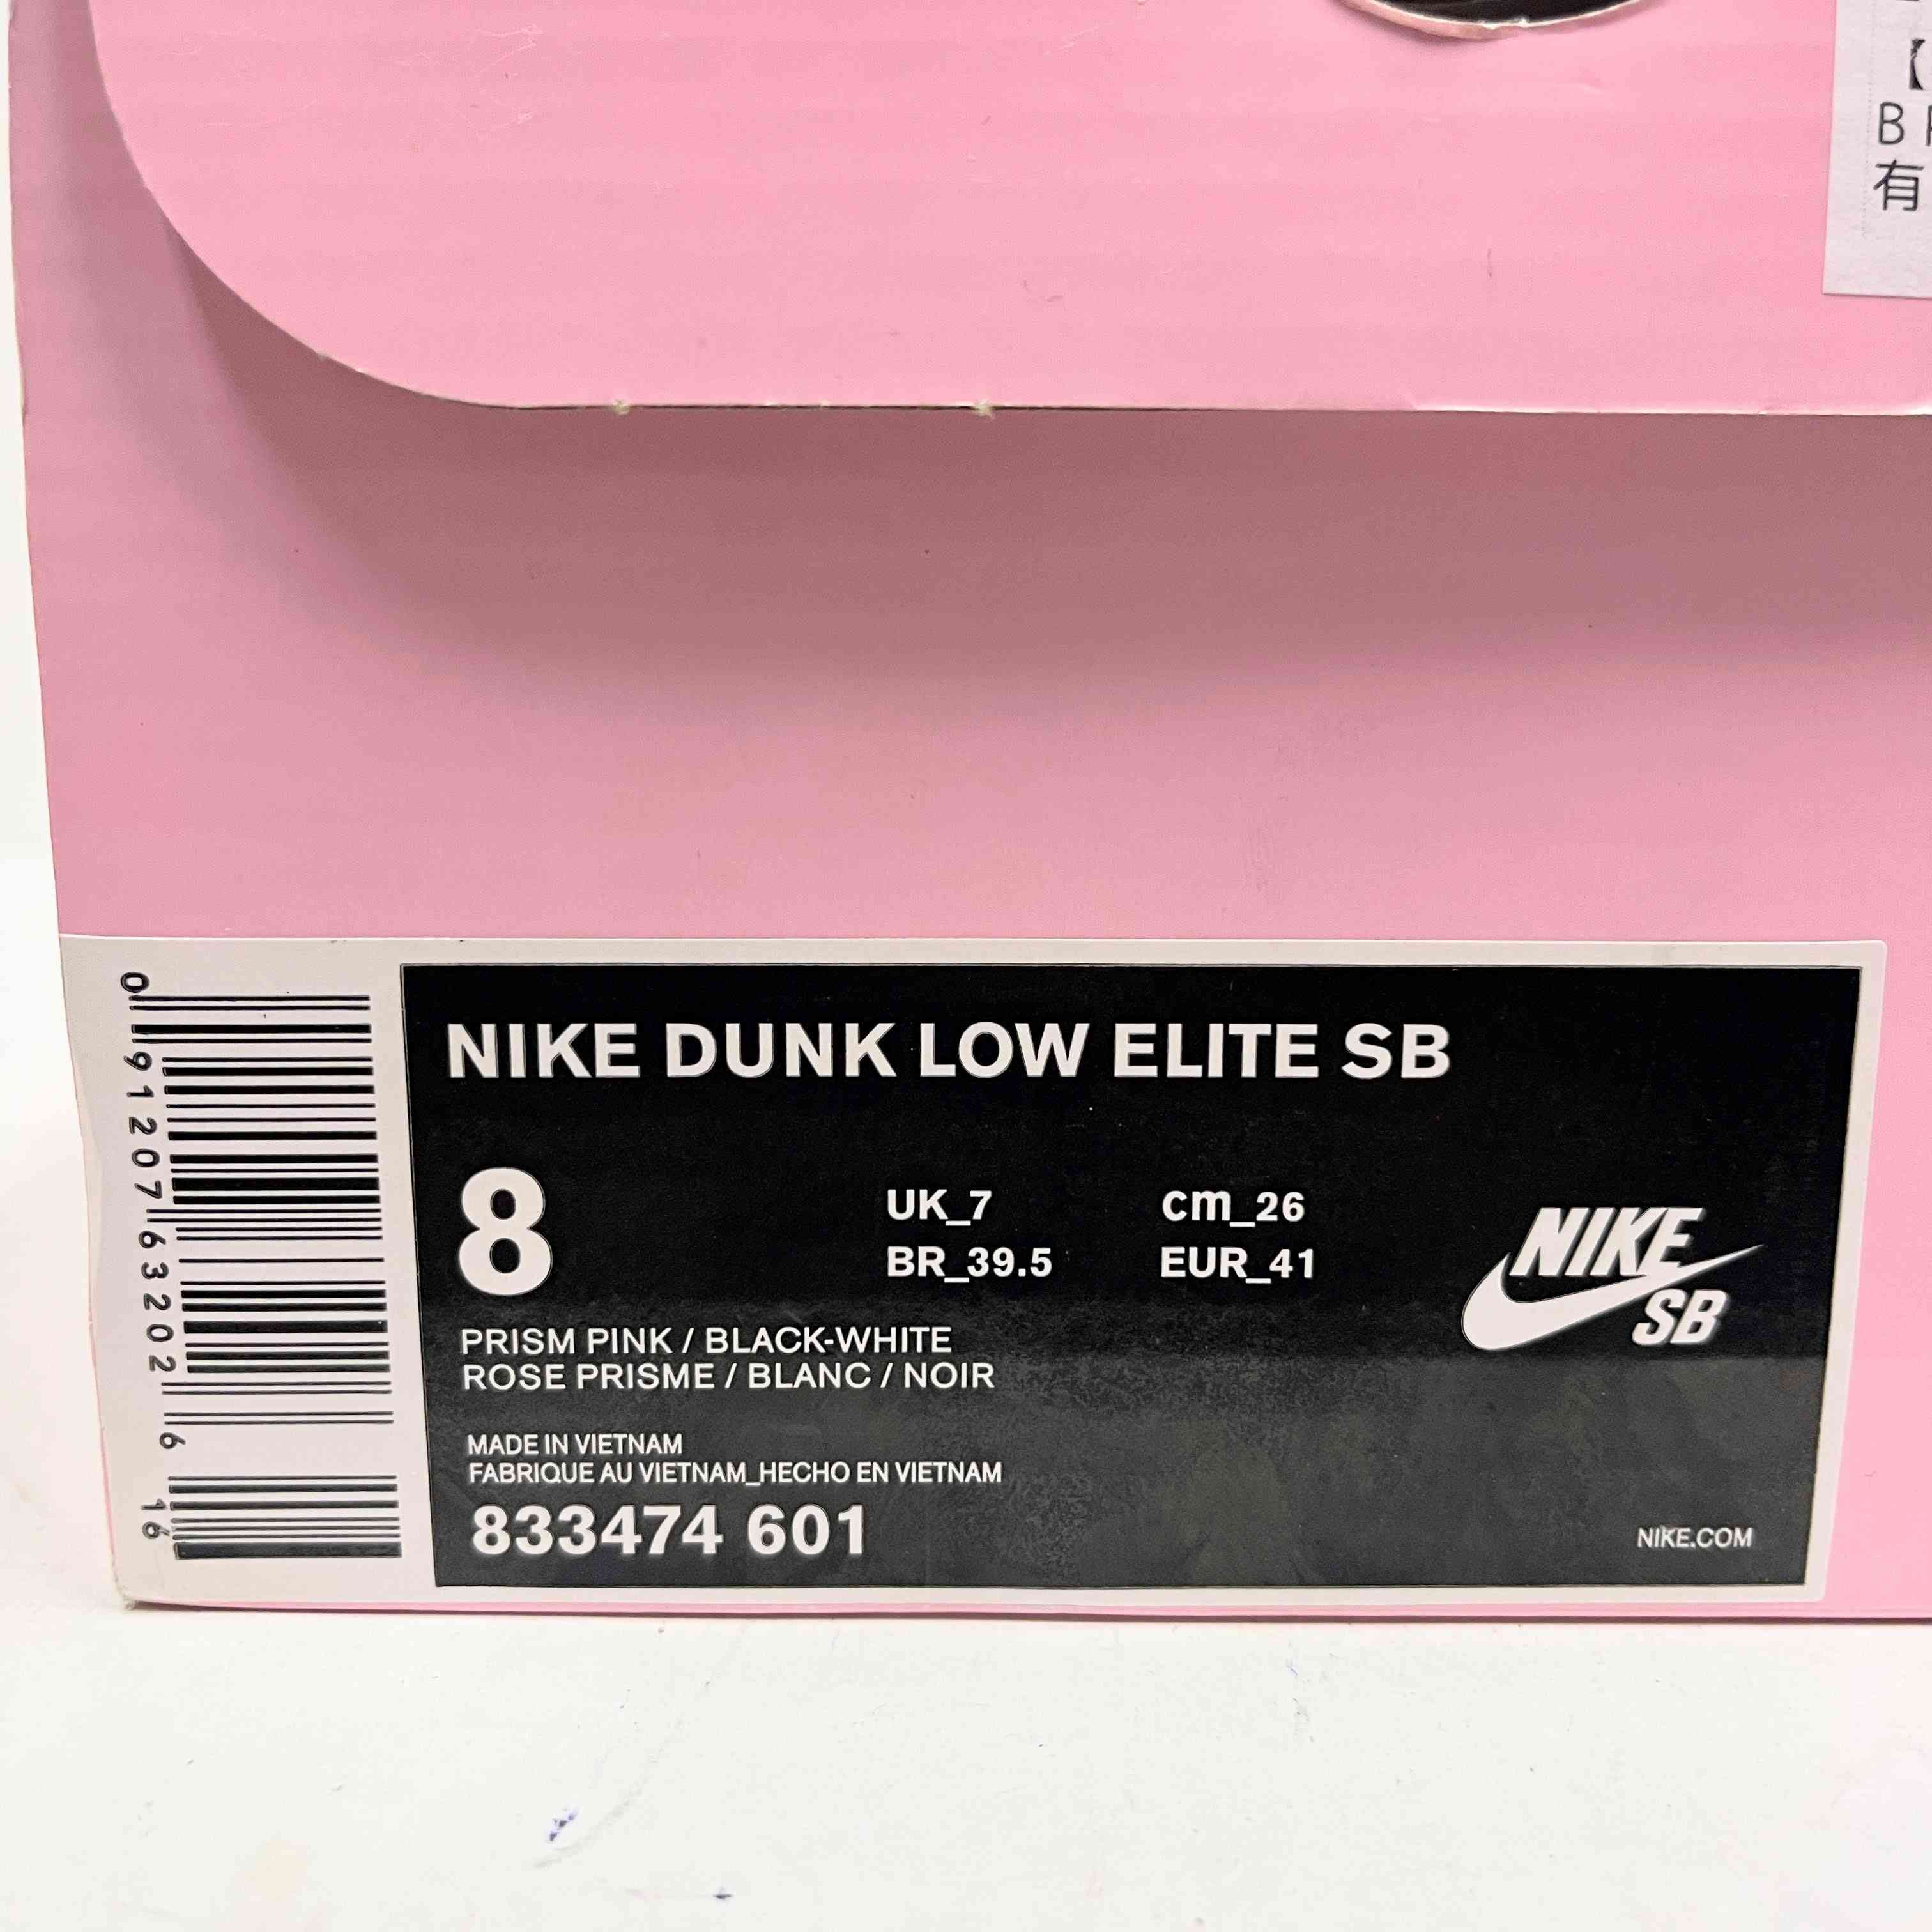 【
B
有
NIKE DUNK LOW ELITE SB
8
UK_7
cm_26
BR_39.5
EUR_41
NIKE
SB
PRISM PINK / BLACK-WHITE
ROSE PRISME / BLANC / NOIR
MADE IN VIETNAM
FABRIQUE AU VIETNAM_HECHO EN VIETNAM
833474 601
NIKE.COM
0 91207 63202 6 16